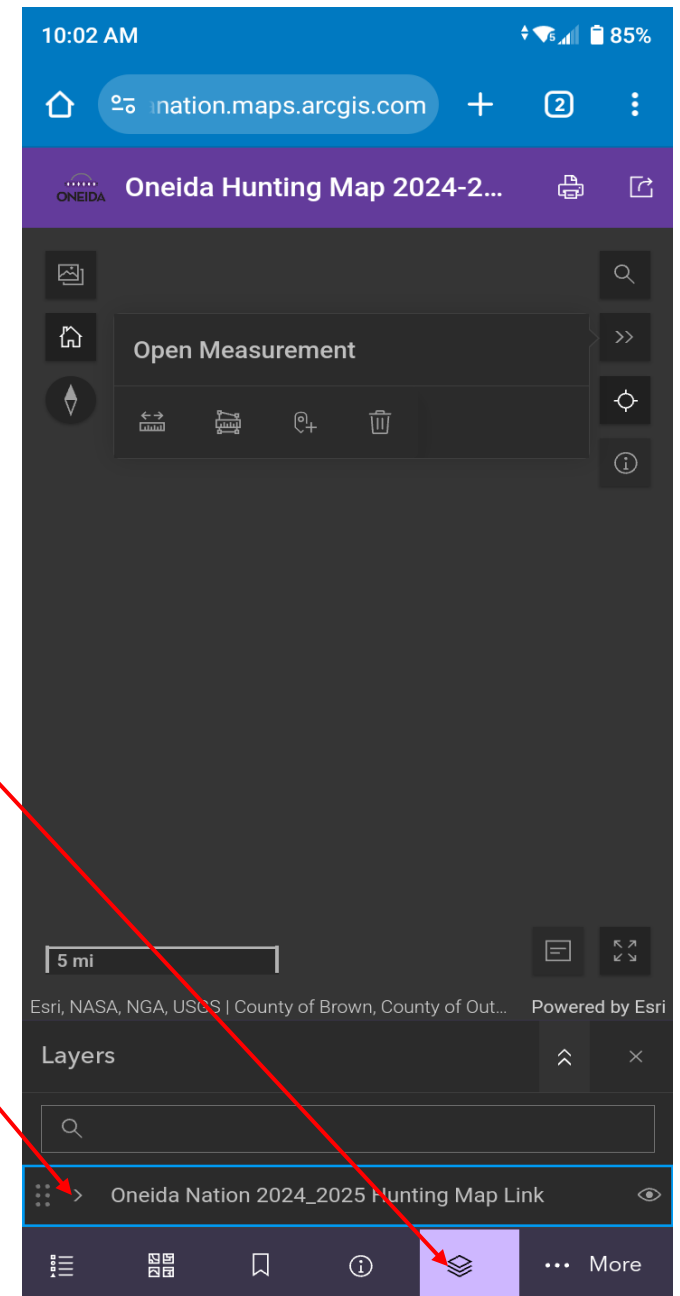 10:02 AM 5 85%
nation.maps.arcgis.com 2
ONEIDA Oneida Hunting Map 2024-2...
Open Measurement
5 mi
Esri, NASA, NGA, USGS | County of Brown, County of Out... Powered by Esri
Layers
Oneida Nation 2024_2025 Hunting Map Link
More